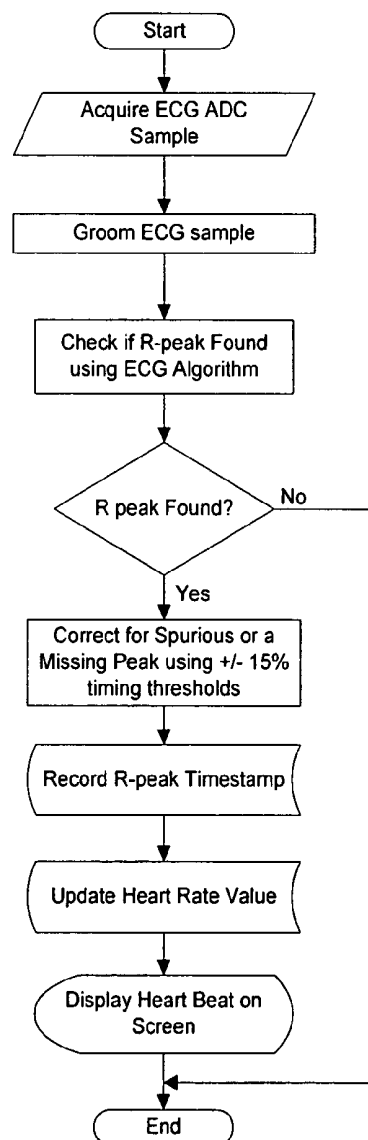 Start
Acquire ECG ADC
Sample
Groom ECG sample
Check if R-peak Found
using ECG Algorithm
R peak Found?
No
Yes
Correct for Spurious or a
Missing Peak using +/- 15%
timing thresholds
Record R-peak Timestamp
Update Heart Rate Value
Display Heart Beat on
Screen
End